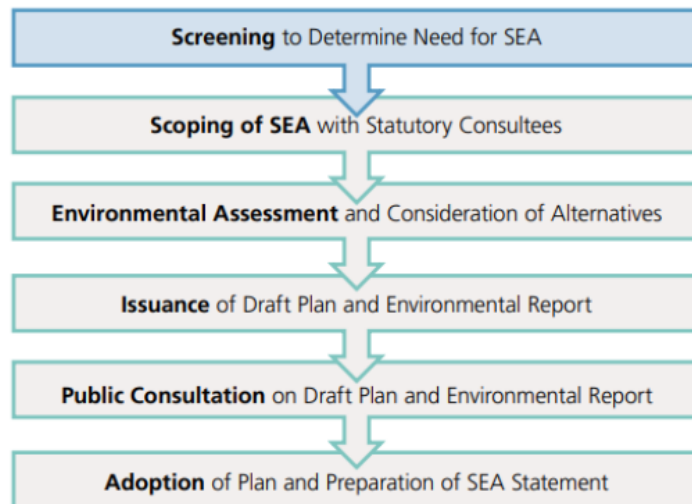 Screening to Determine Need for SEA
Scoping of SEA with Statutory Consultees
Environmental Assessment and Consideration of Alternatives
Issuance of Draft Plan and Environmental Report
Public Consultation on Draft Plan and Environmental Report
Adoption of Plan and Preparation of SEA Statement